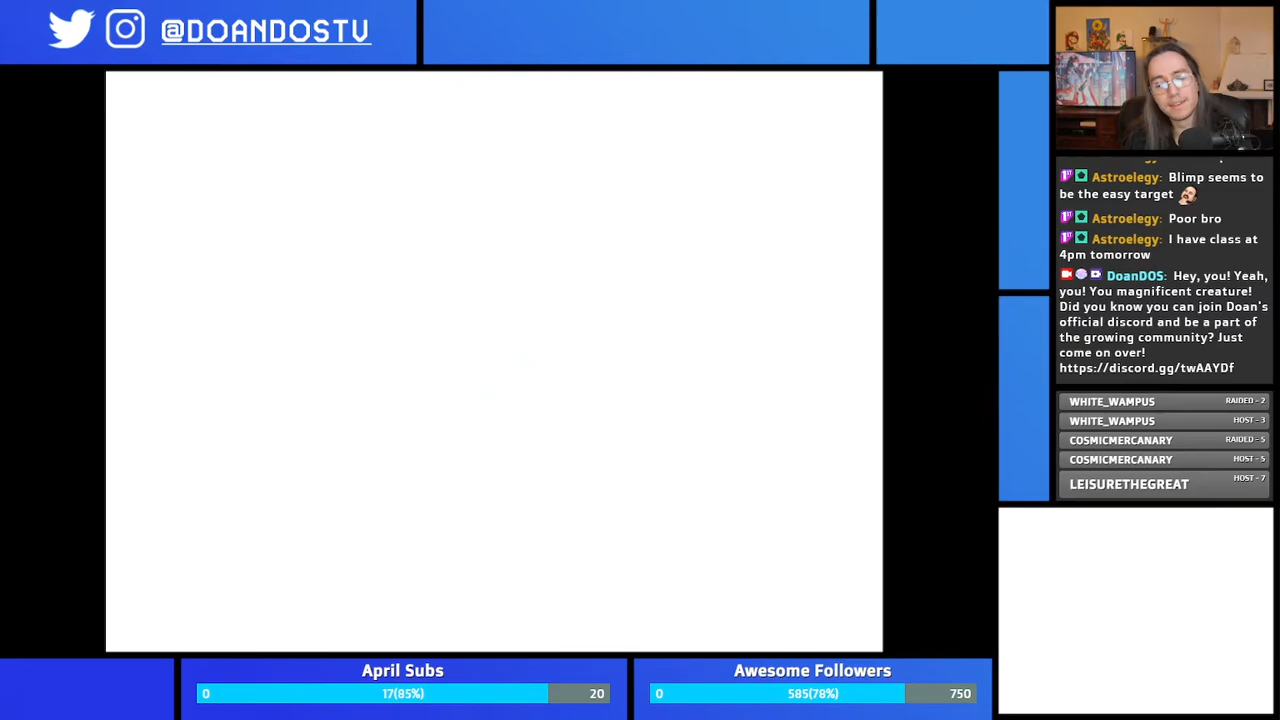 @DOANDOSTV
Astroelegy: Blimp seems to
be the easy target
Astroelegy: Poor bro
Astroelegy: I have class at
4pm tomorrow
DoanDOS: Hey, you! Yeah,
you! You magnificent creature!
Did you know you can join Doan's
official discord and be a part of
the growing community? Just
come on over!
https://discord.gg/twAAYDf
WHITE_WAMPUS RAIDED - 2
WHITE_WAMPUS HOST - 3
COSMICMERCANARY RAIDED - 5
COSMICMERCANARY HOST - 5
LEISURETHEGREAT HOST - 7
April Subs
0 17(85%) 20
Awesome Followers
0 585(78%) 750